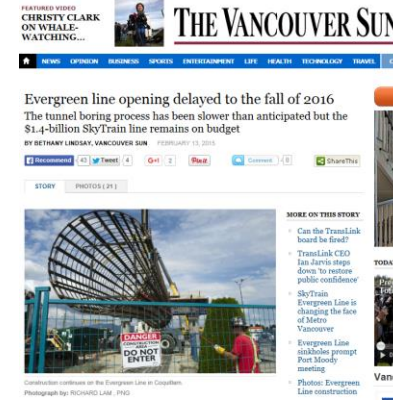 FEATURED VIDEO
CHRISTY CLARK
ON WHALE-
WATCHING...
THE VANCOUVER SUN
NEWS OPINION BUSINESS SPORTS ENTERTAINMENT LIFE HEALTH TECHNOLOGY TRAVEL
Evergreen line opening delayed to the fall of 2016
The tunnel boring process has been slower than anticipated but the
$1.4-billion SkyTrain line remains on budget
BY BETHANY LINDSAY, VANCOUVER SUN FEBRUARY 13, 2015
Recommend 43 Tweet 4 +1 2 Pin it Comment 0 ShareThis
STORY PHOTOS ( 21 )
DANGER
CONSTRUCTION
AREA
DO NOT
ENTER
Construction continues on the Evergreen Line in Coquitlam.
Photograph by: RICHARD LAM , PNG
MORE ON THIS STORY
Can the TransLink
board be fired?
TransLink CEO
Ian Jarvis steps
down 'to restore
public confidence'
SkyTrain
Evergreen Line is
changing the face
of Metro
Vancouver
Evergreen Line
sinkholes prompt
Port Moody
meeting
Photos: Evergreen
Line construction
TODA
Van